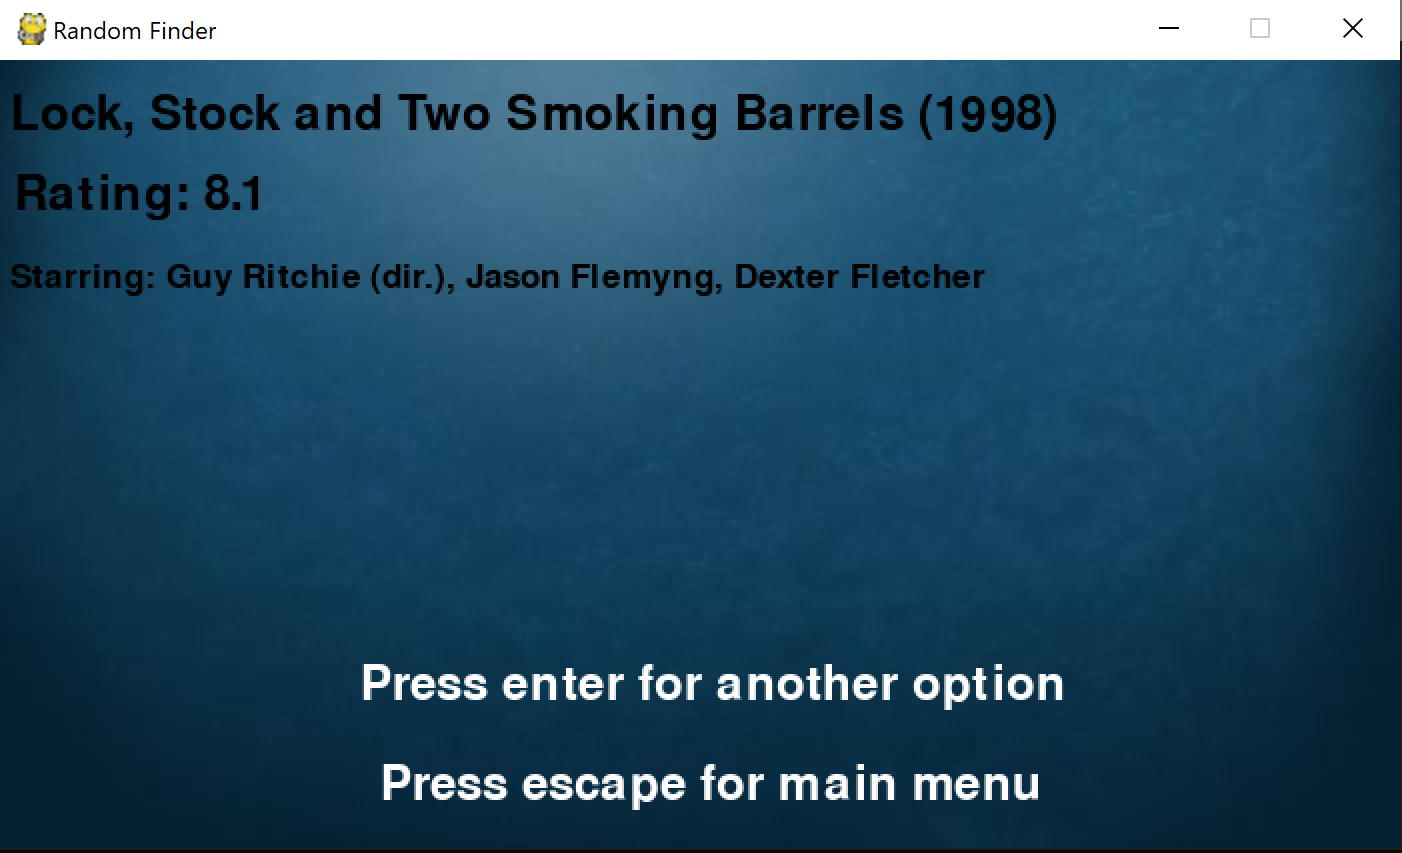 Random Finder
Lock, Stock and Two Smoking Barrels (1998)
Rating: 8.1
Starring: Guy Ritchie (dir.), Jason Flemyng, Dexter Fletcher
Press enter for another option
Press escape for main menu